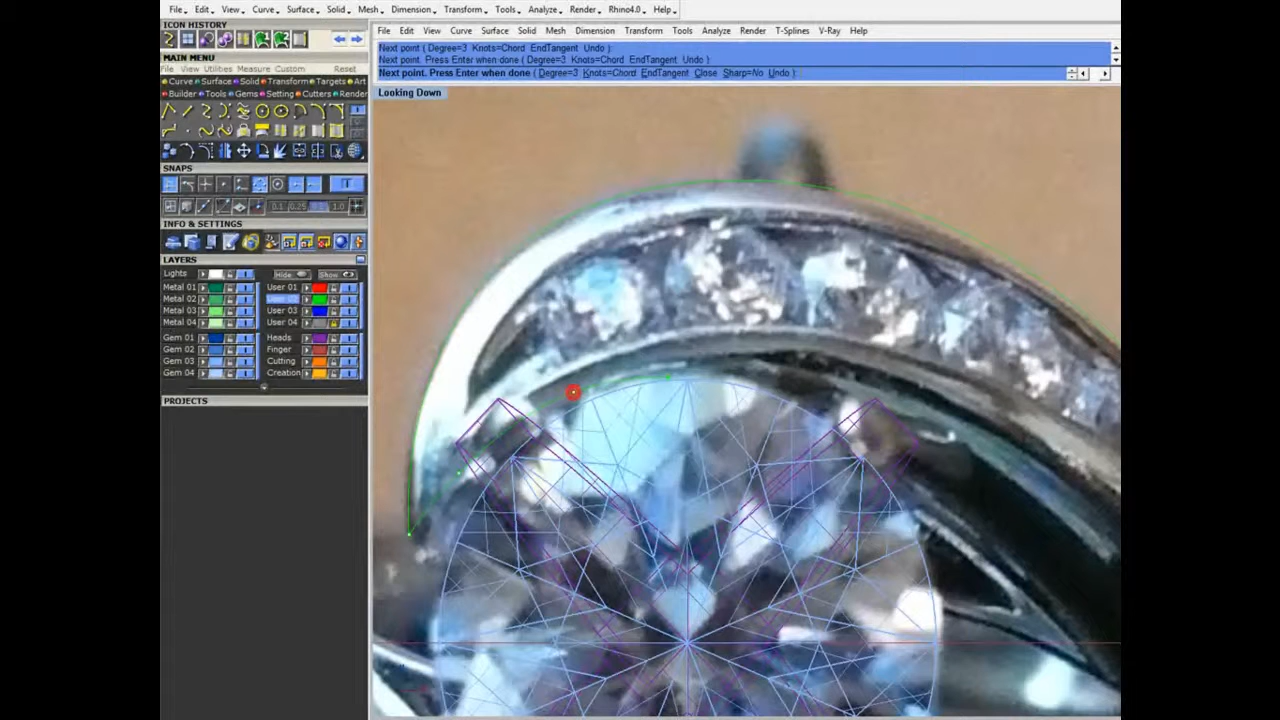 File Edit View Curve Surface Solid Mesh Dimension Transform Tools Analyze Render Rhino4.0 Help
ICON HISTORY
MAIN MENU
File View Utilities Measure Custom Reset
Curve Surface Solid Transform Targets Art
Builder Tools Gems Setting Cutters Render
SNAPS
0.1 0.25 1.0
INFO & SETTINGS
LAYERS
Lights Hide Show
Metal 01 User 01
Metal 02
Metal 03 User 03
Metal 04 User 04
Gem 01 Heads
Gem 02 Finger
Gem 03 Cutting
Gem 04 Creation
PROJECTS
File Edit View Curve Surface Solid Mesh Dimension Transform Tools Analyze Render T-Splines V-Ray Help
Next point ( Degree=3 Knots=Chord EndTangent Undo ):
Next point. Press Enter when done ( Degree=3 Knots=Chord EndTangent Undo ):
Next point. Press Enter when done ( Degree=3 Knots=Chord EndTangent Close Sharp=No Undo ):
Looking Down